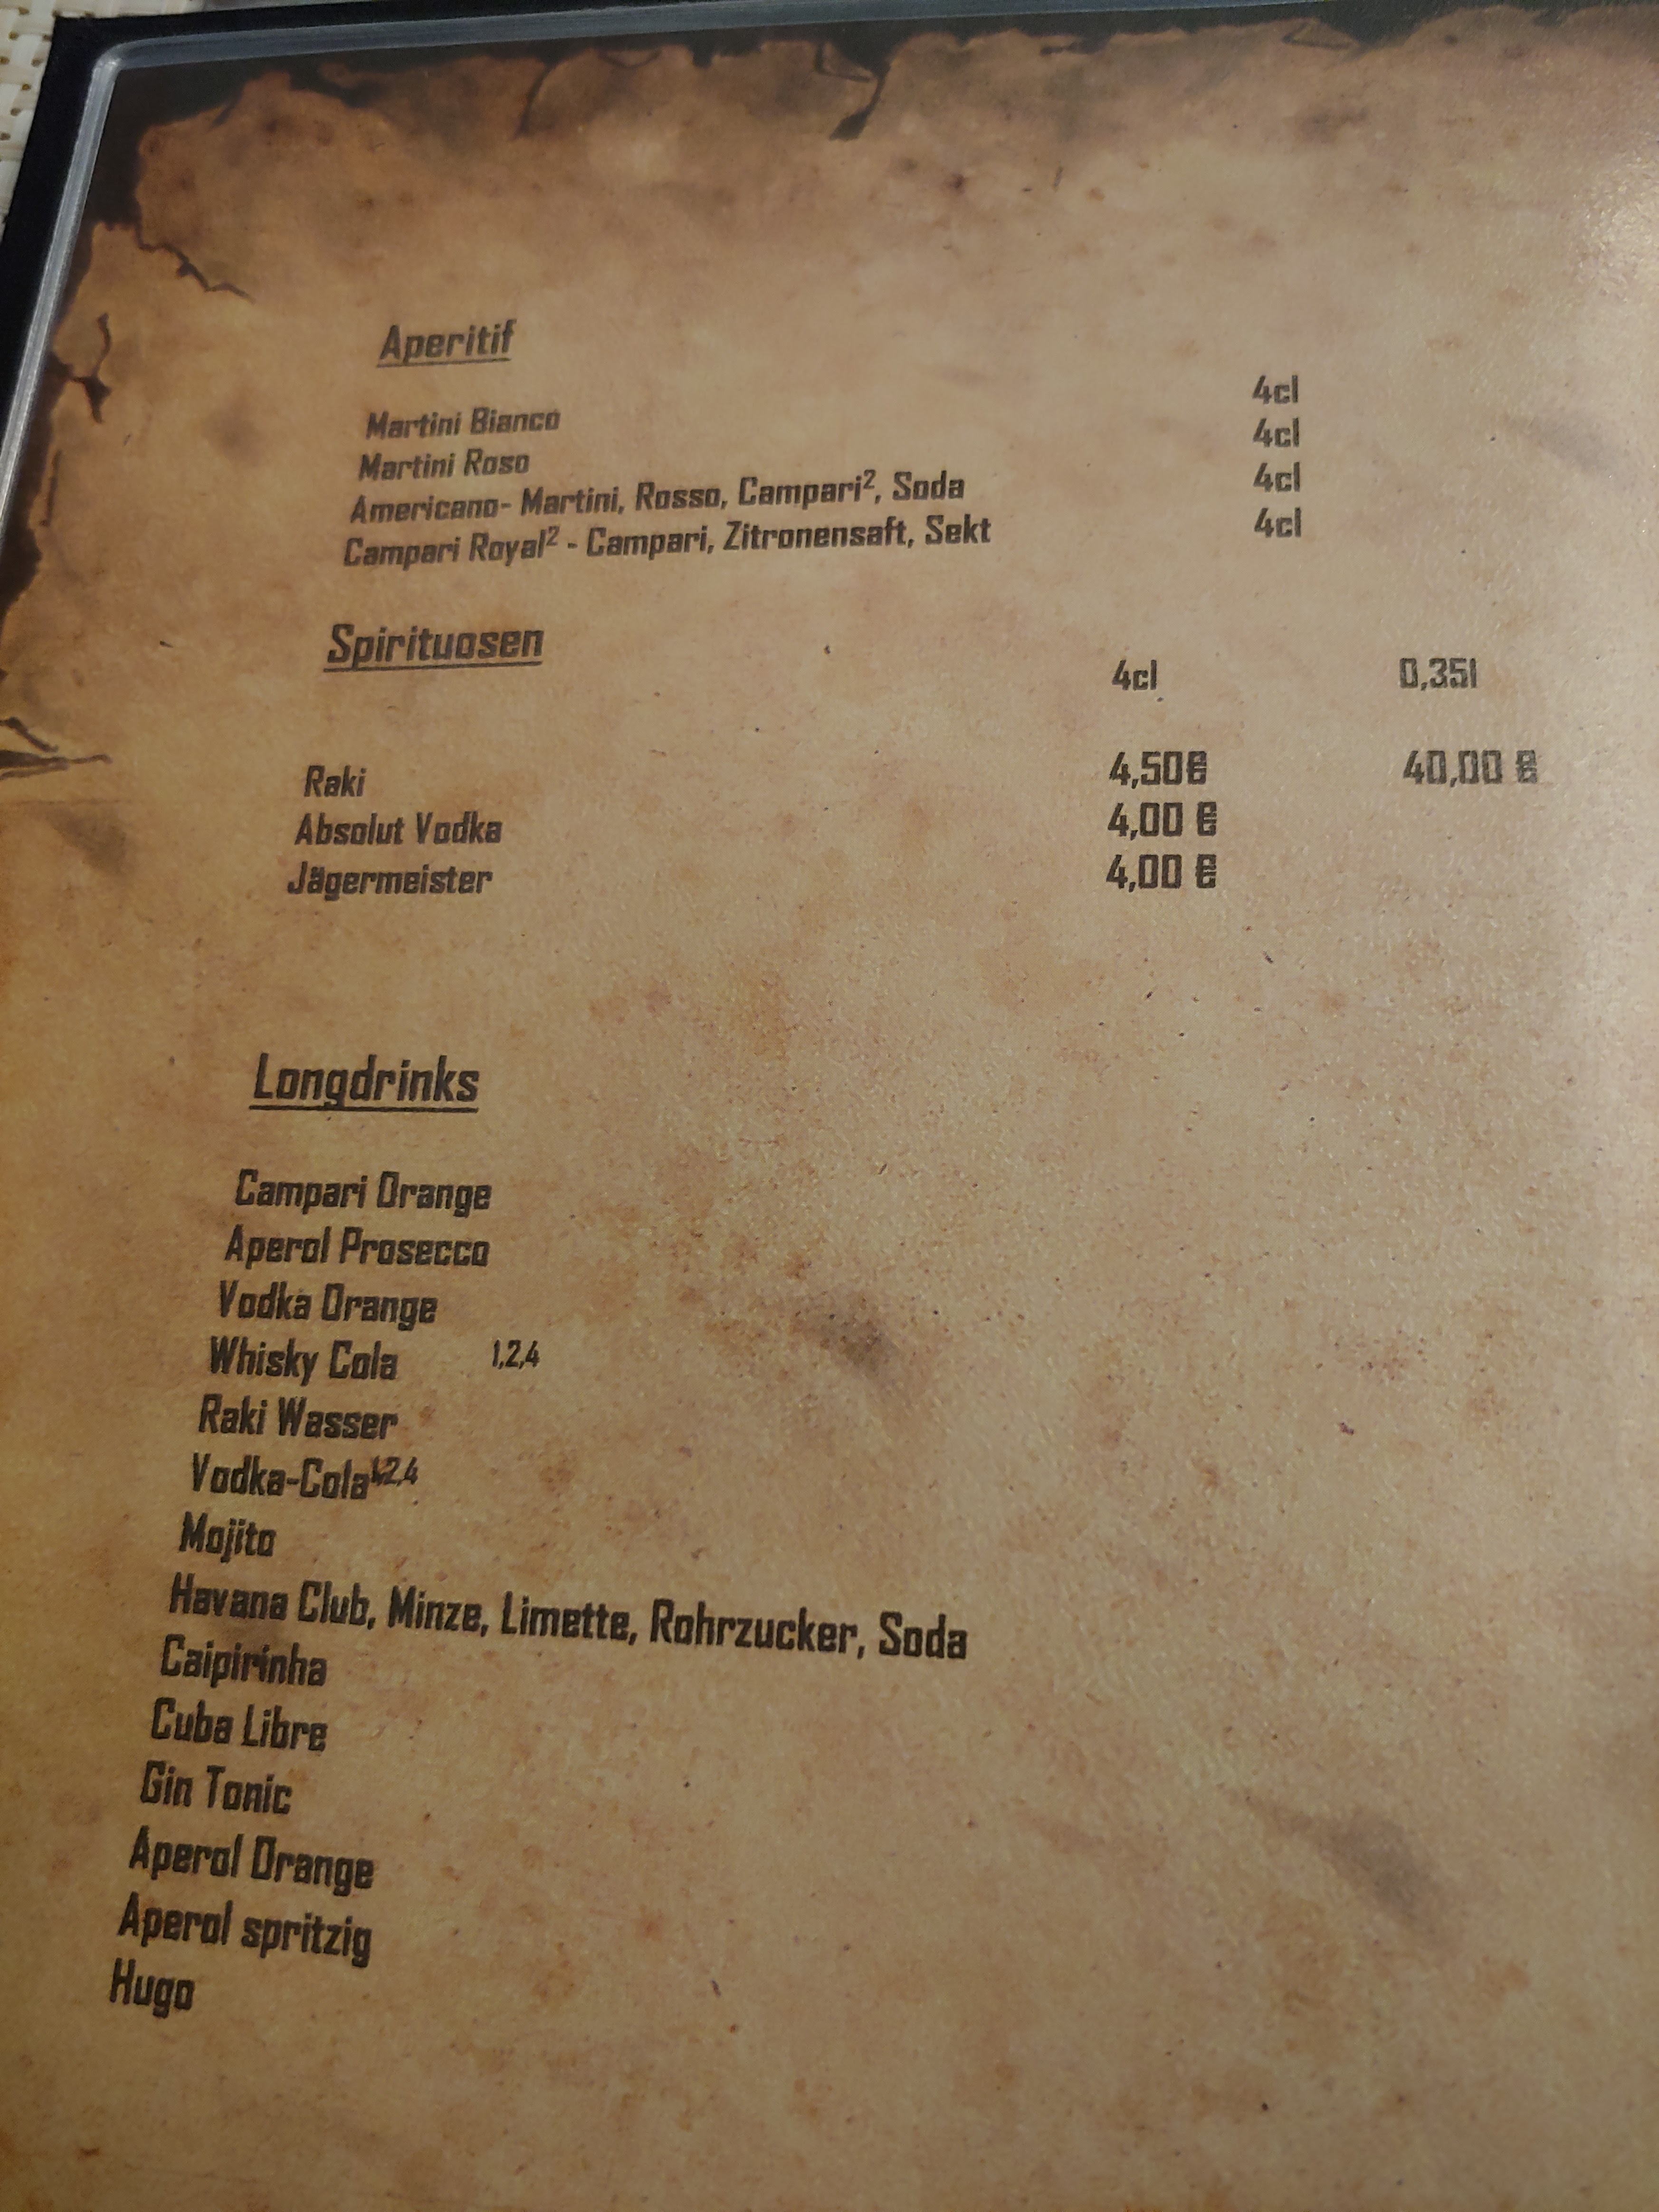 Aperitif
Martini Bianco 4cl
Martini Roso 4cl
Americano- Martini, Rosso, Campari², Soda 4cl
Campari Royal² - Campari, Zitronensaft, Sekt 4cl
Spirituosen
4cl 0,35l
Raki 4,50€ 40,00 €
Absolut Vodka 4,00 €
Jägermeister 4,00 €
Longdrinks
Campari Orange
Aperol Prosecco
Vodka Orange
Whisky Cola 1,2,4
Raki Wasser
Vodka-Cola1,2,4
Mojito
Havana Club, Minze, Limette, Rohrzucker, Soda
Caipirinha
Cuba Libre
Gin Tonic
Aperol Orange
Aperol spritzig
Hugo